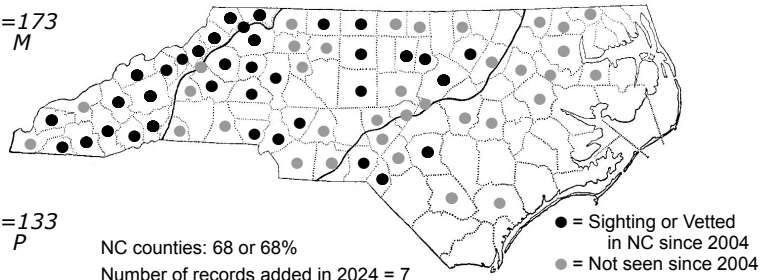 =173
M
=133
P
NC counties: 68 or 68%
Number of records added in 2024 = 7
= Sighting or Vetted
in NC since 2004
= Not seen since 2004